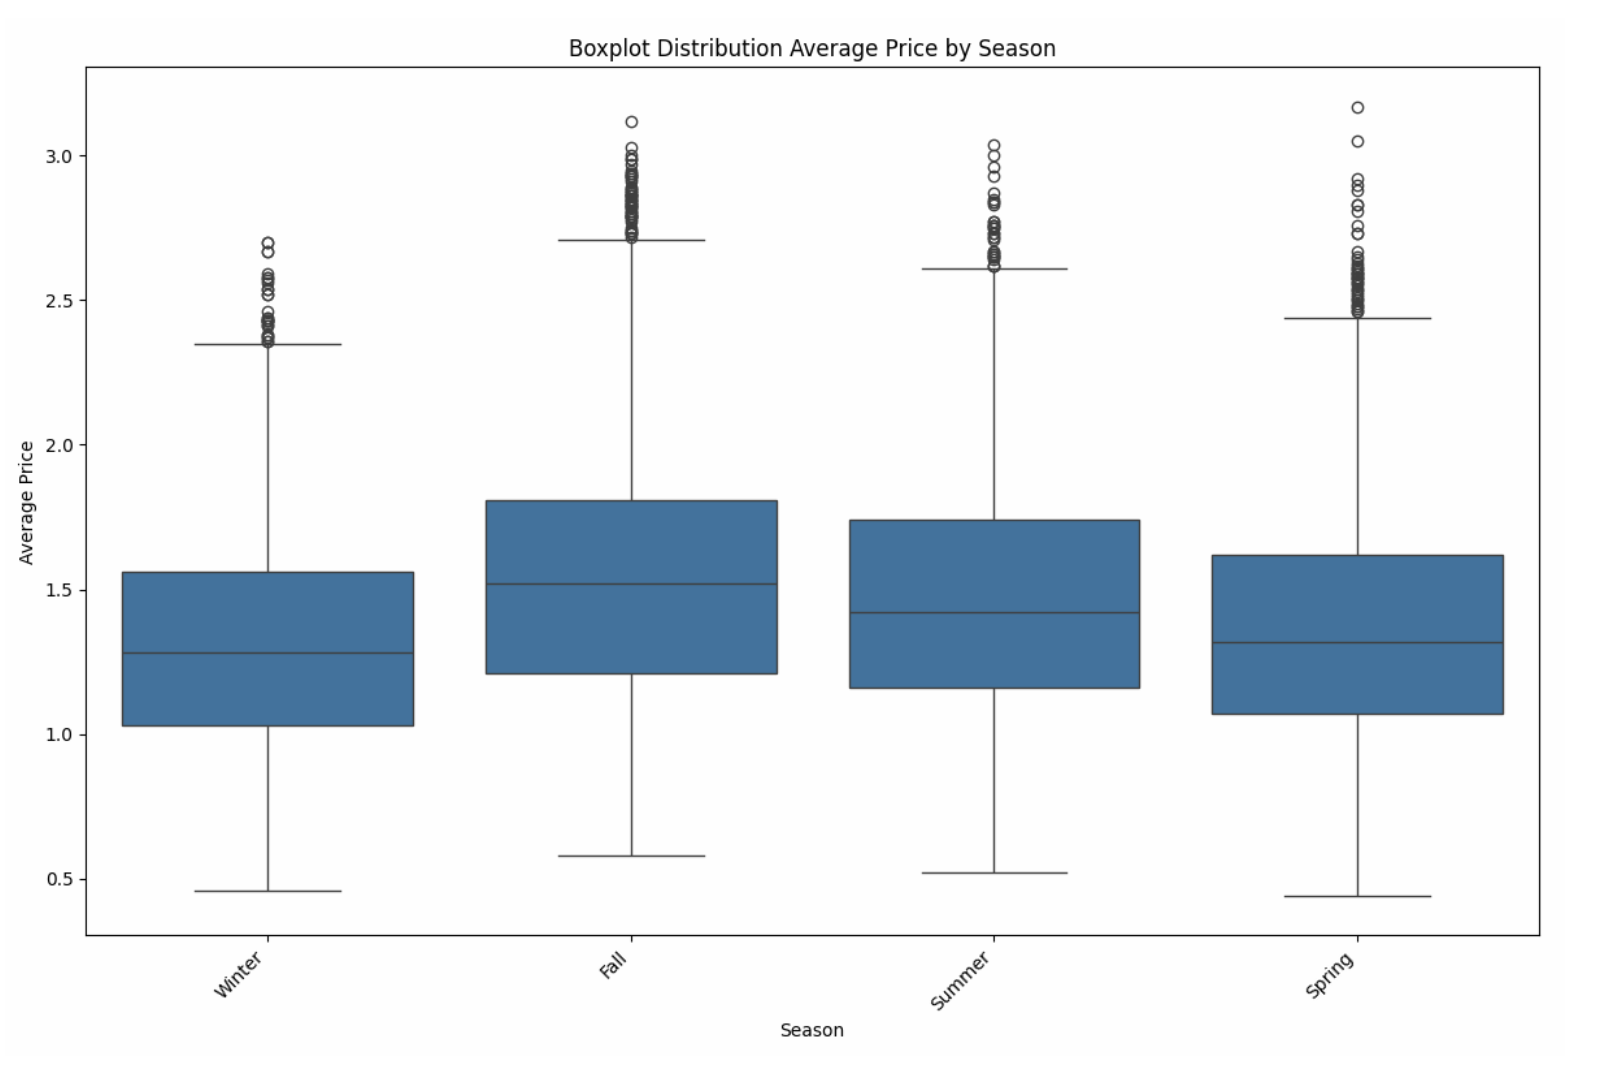 Boxplot Distribution Average Price by Season
Average Price
3.0
2.5
2.0
1.5
1.0
0.5
Winter
Fall
Summer
Spring
Season